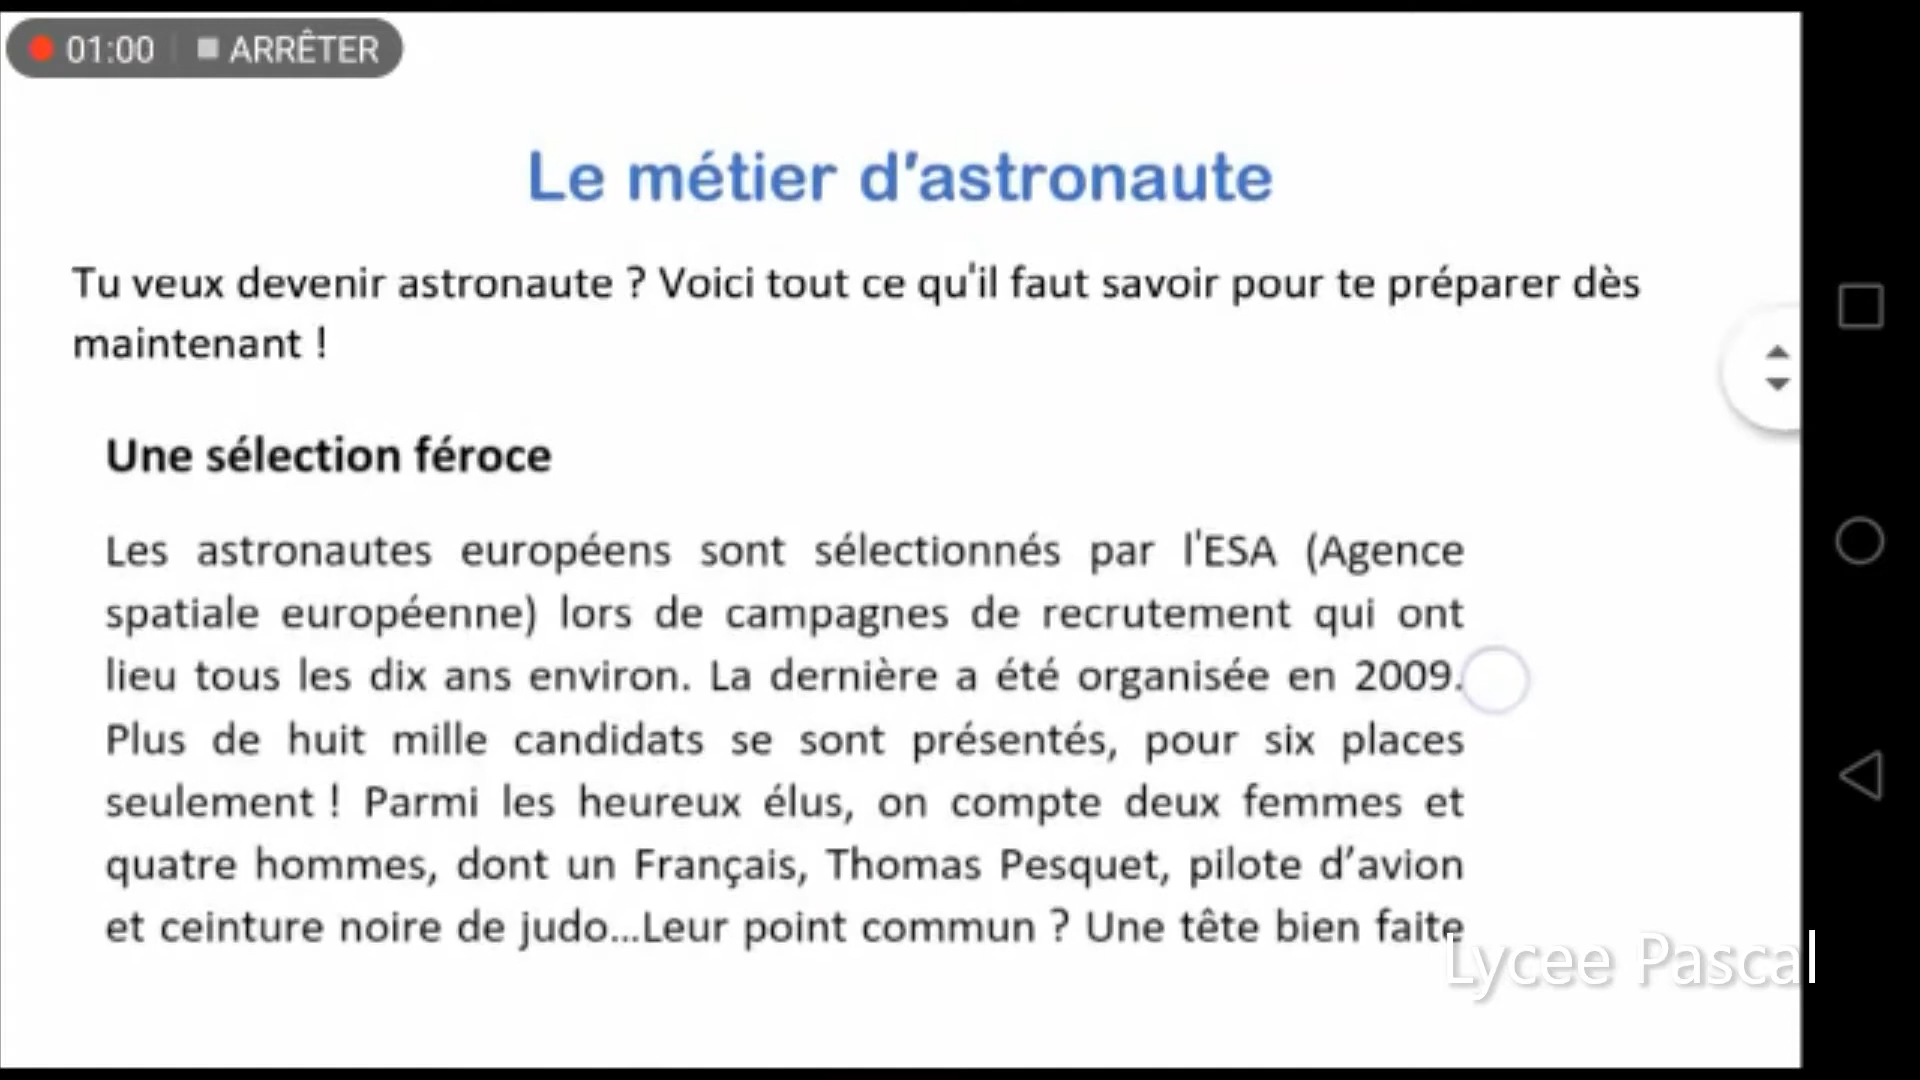 01:00 ARRÊTER
Le métier d’astronaute
Tu veux devenir astronaute ? Voici tout ce qu'il faut savoir pour te préparer dès
maintenant !
Une sélection féroce
Les astronautes européens sont sélectionnés par l'ESA (Agence
spatiale européenne) lors de campagnes de recrutement qui ont
lieu tous les dix ans environ. La dernière a été organisée en 2009.
Plus de huit mille candidats se sont présentés, pour six places
seulement ! Parmi les heureux élus, on compte deux femmes et
quatre hommes, dont un Français, Thomas Pesquet, pilote d’avion
et ceinture noire de judo...Leur point commun ? Une tête bien faite
Lycee Pascal